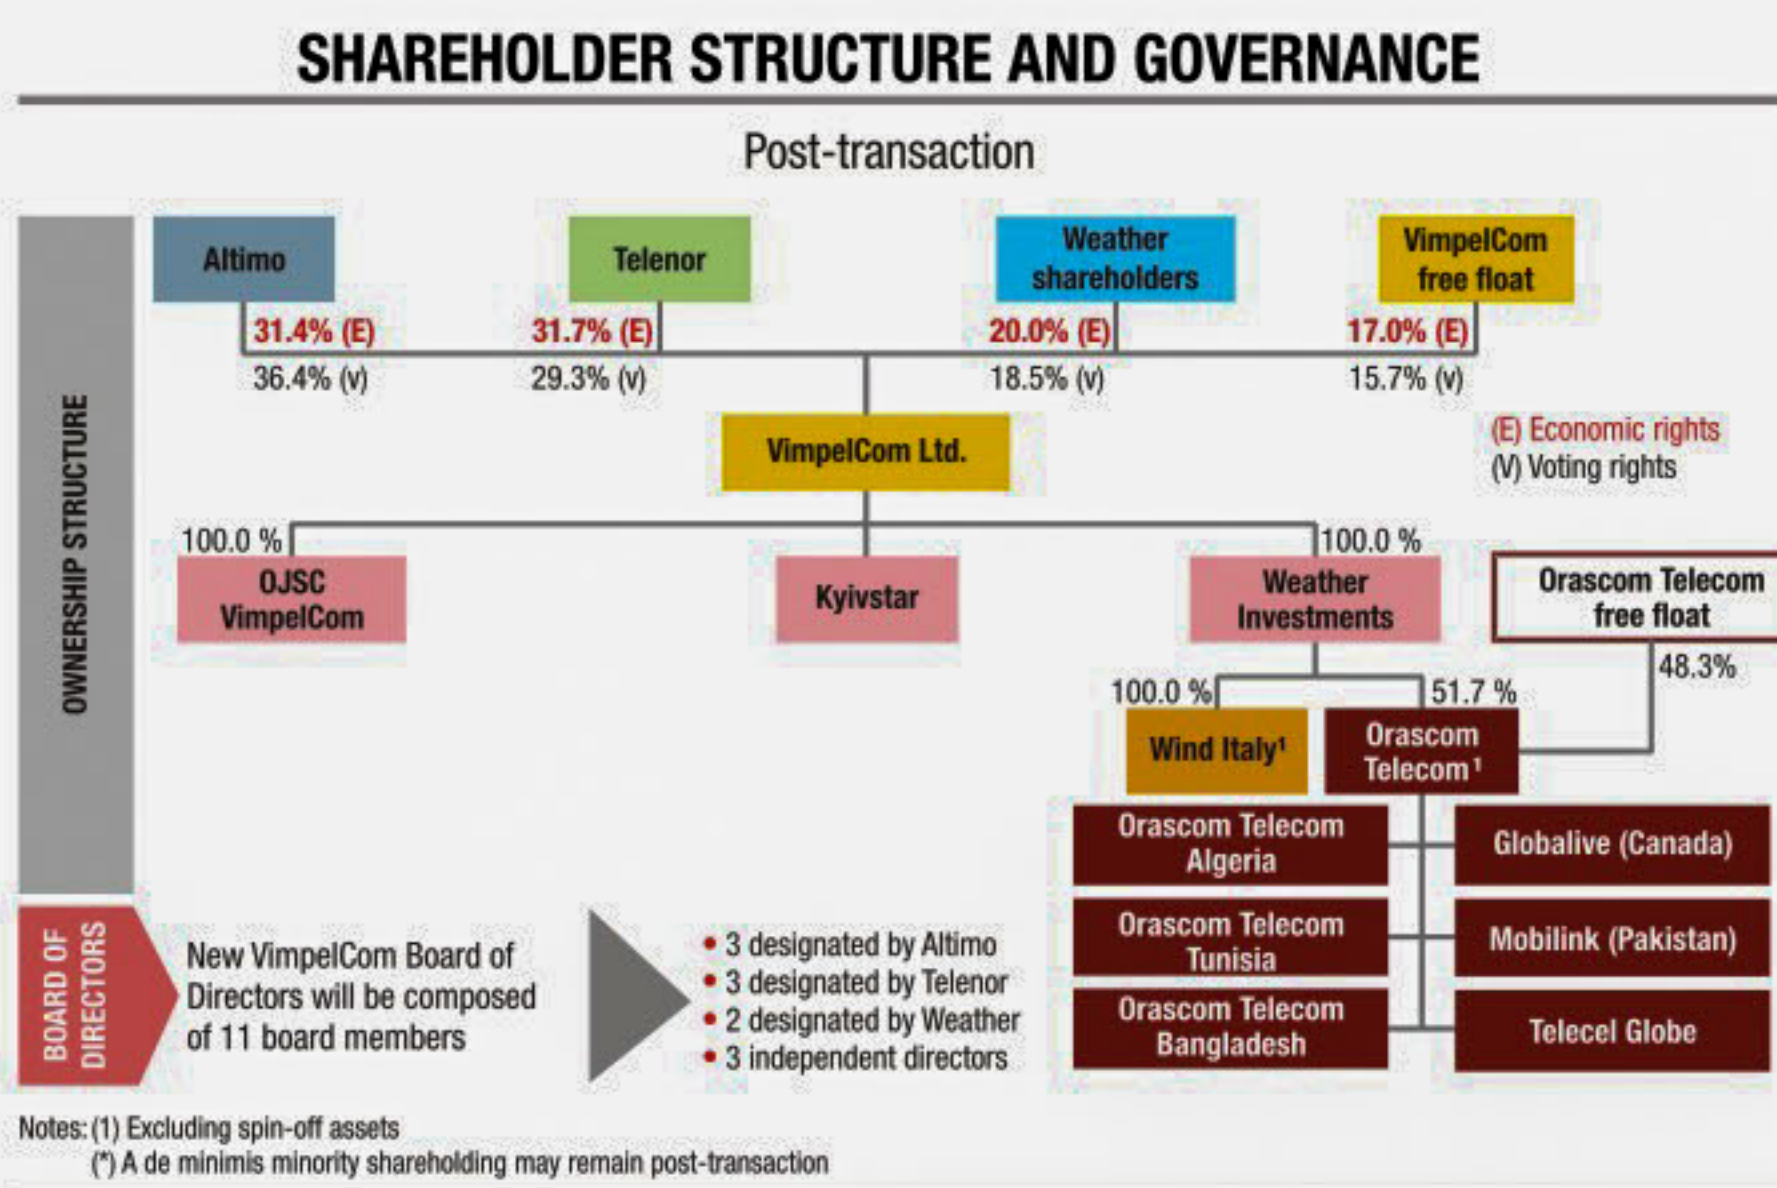 SHAREHOLDER STRUCTURE AND GOVERNANCE
Post-transaction
OWNERSHIP STRUCTURE
Altimo
Telenor
Weather
shareholders
VimpelCom
free float
31.4% (E)
31.7% (E)
20.0% (E)
17.0% (E)
36.4% (v)
29.3% (v)
18.5% (v)
15.7% (v)
VimpelCom Ltd.
(E) Economic rights
(V) Voting rights
100.0 %
100.0 %
OJSC
VimpelCom
Kyivstar
Weather
Investments
Orascom Telecom
free float
48.3%
100.0 %
51.7 %
Wind Italy¹
Orascom
Telecom¹
Orascom Telecom
Algeria
Globalive (Canada)
Orascom Telecom
Tunisia
Mobilink (Pakistan)
Orascom Telecom
Bangladesh
Telecel Globe
BOARD OF
DIRECTORS
New VimpelCom Board of
Directors will be composed
of 11 board members
• 3 designated by Altimo
• 3 designated by Telenor
• 2 designated by Weather
• 3 independent directors
Notes: (1) Excluding spin-off assets
(*) A de minimis minority shareholding may remain post-transaction